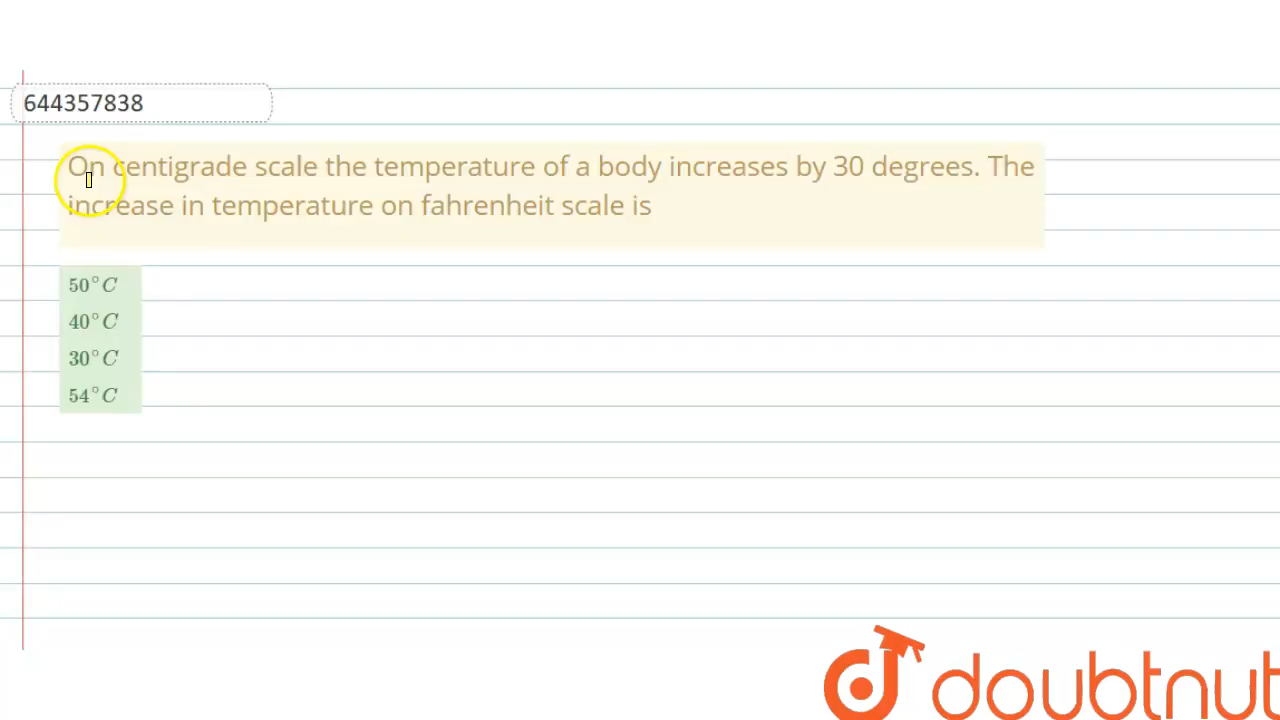 644357838
On centigrade scale the temperature of a body increases by 30 degrees. The
increase in temperature on fahrenheit scale is
50°C
40°C
30°C
54°C
doubtnut